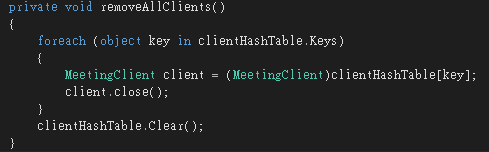 private void removeAllClients()
{
    foreach (object key in clientHashTable.Keys)
    {
        MeetingClient client = (MeetingClient)clientHashTable[key];
        client.close();
    }
    clientHashTable.Clear();
}